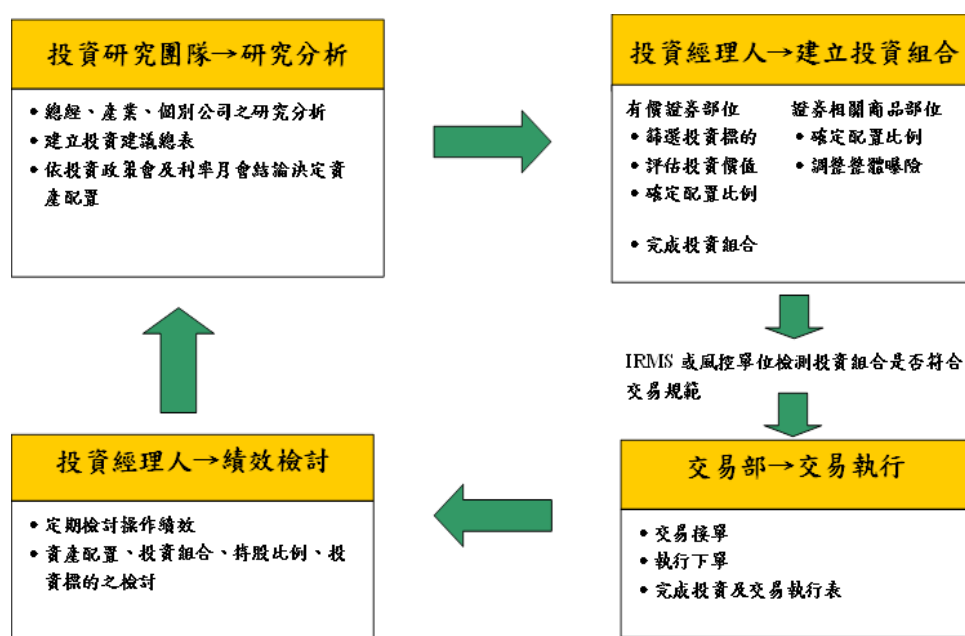 投資研究團隊→研究分析
• 總經、產業、個別公司之研究分析
• 建立投資建議總表
• 依投資政策會及利率月會結論決定資
產配置
投資經理人→建立投資組合
有價證券部位
• 篩選投資標的
• 評估投資價值
• 確定配置比例
• 完成投資組合
證券相關商品部位
• 確定配置比例
• 調整整體曝險
IRMS 或風控單位檢測投資組合是否符合
交易規範
交易部→交易執行
• 交易接單
• 執行下單
• 完成投資及交易執行表
投資經理人→績效檢討
• 定期檢討操作績效
• 資產配置、投資組合、持股比例、投
資標的之檢討